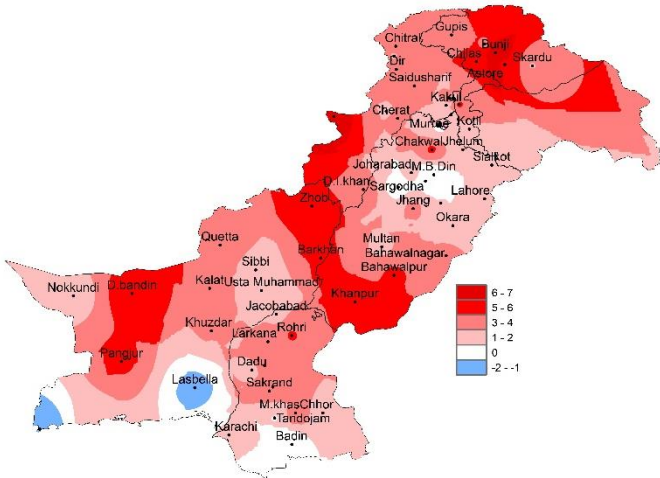 Gupis
Chitral
Bunji
Chilas
Skardu
Dir
Astore
Saidusharif
Kakul
Cherat
Murree
Kotli
Chakwal
Jhelum
Sialkot
Joharabad
M.B.Din
D.I.khan
Sargodha
Lahore
Zhob
Jhang
Okara
Quetta
Multan
Barkhan
Bahawalnagar
Sibbi
Bahawalpur
Nokkundi
D.bandin
Kalat
Usta Muhammad
Khanpur
Jacobabad
Khuzdar
Larkana
Rohri
Pangjur
Dadu
Lasbella
Sakrand
M.khas
Chhor
Tandojam
Karachi
Badin
6 - 7
5 - 6
3 - 4
1 - 2
0
-2 - -1